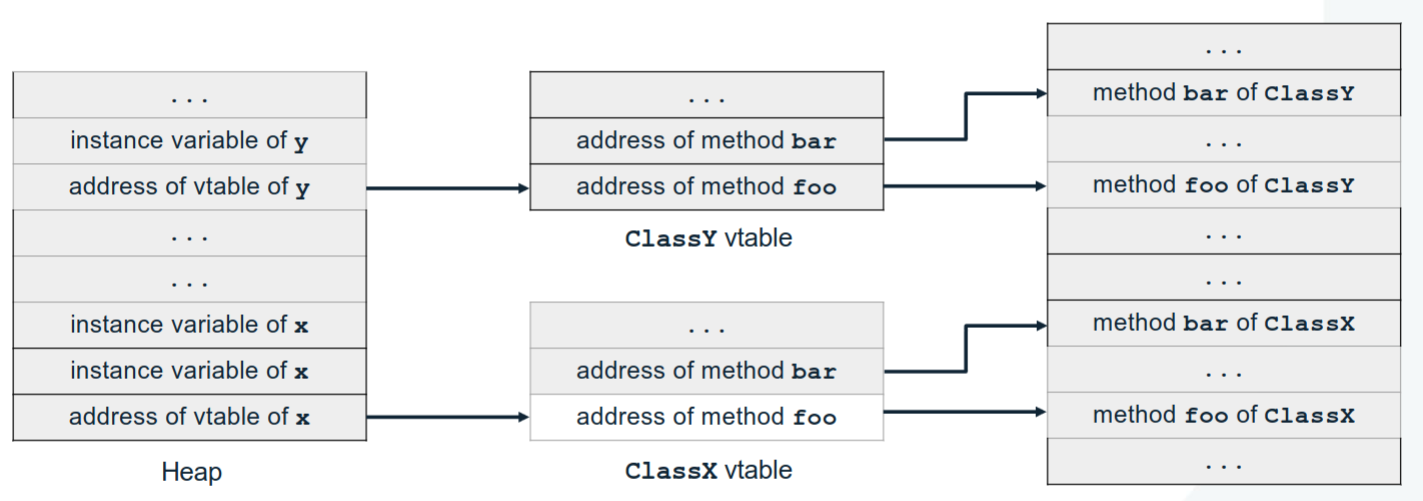 ...
instance variable of y
address of vtable of y
...
...
instance variable of x
instance variable of x
address of vtable of x
Heap
...
address of method bar
address of method foo
ClassY vtable
...
address of method bar
address of method foo
ClassX vtable
...
method bar of ClassY
...
method foo of ClassY
...
...
method bar of ClassX
...
method foo of ClassX
...